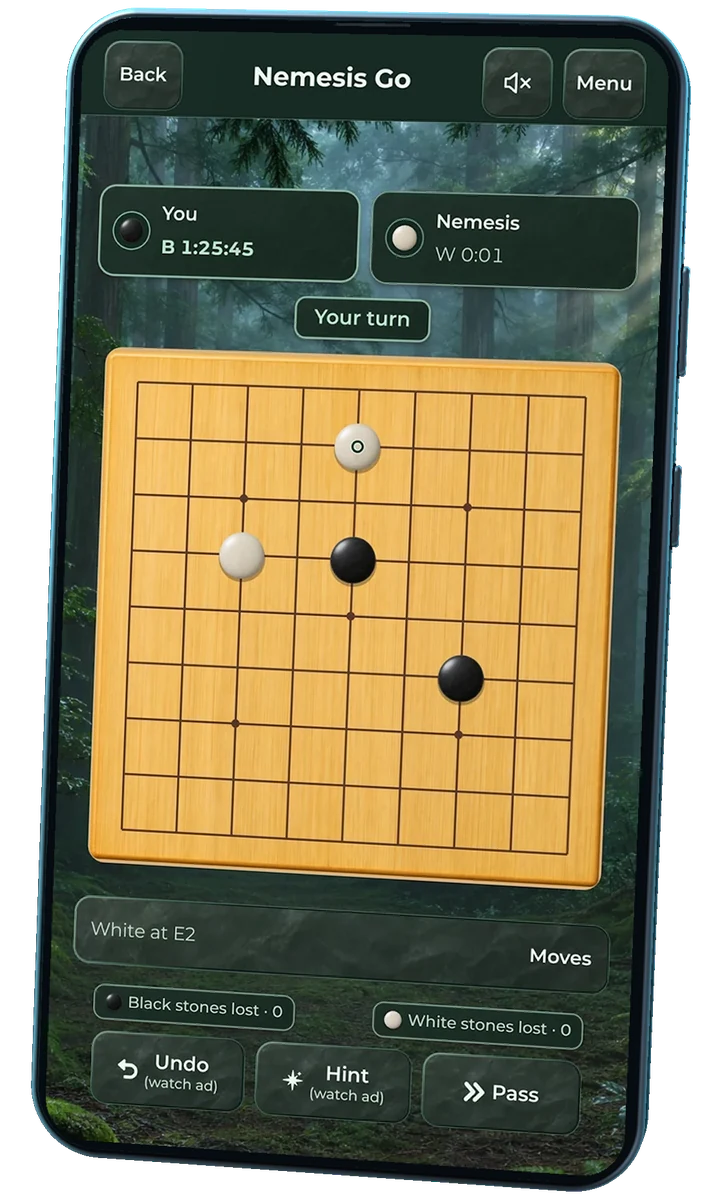 Back
Nemesis Go
Menu
You
B 1:25:45
Nemesis
W 0:01
Your turn
White at E2
Moves
Black stones lost · 0
White stones lost · 0
Undo
(watch ad)
Hint
(watch ad)
Pass